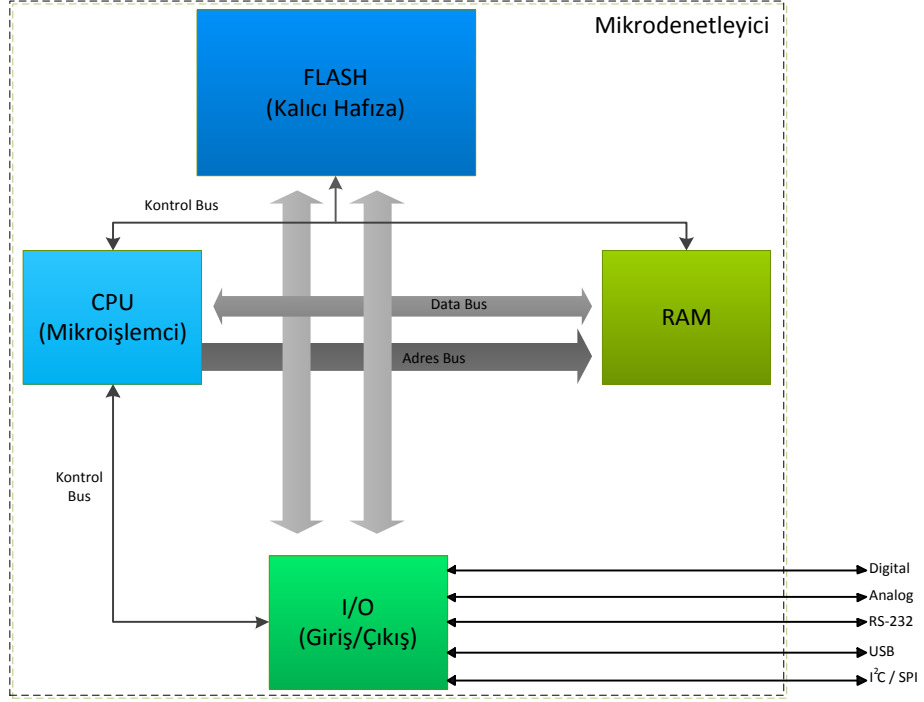 Mikrodenetleyici
FLASH
(Kalıcı Hafıza)
Kontrol Bus
CPU
(Mikroişlemci)
Data Bus
Adres Bus
RAM
Kontrol
Bus
I/O
(Giriş/Çıkış)
Digital
Analog
RS-232
USB
I²C / SPI